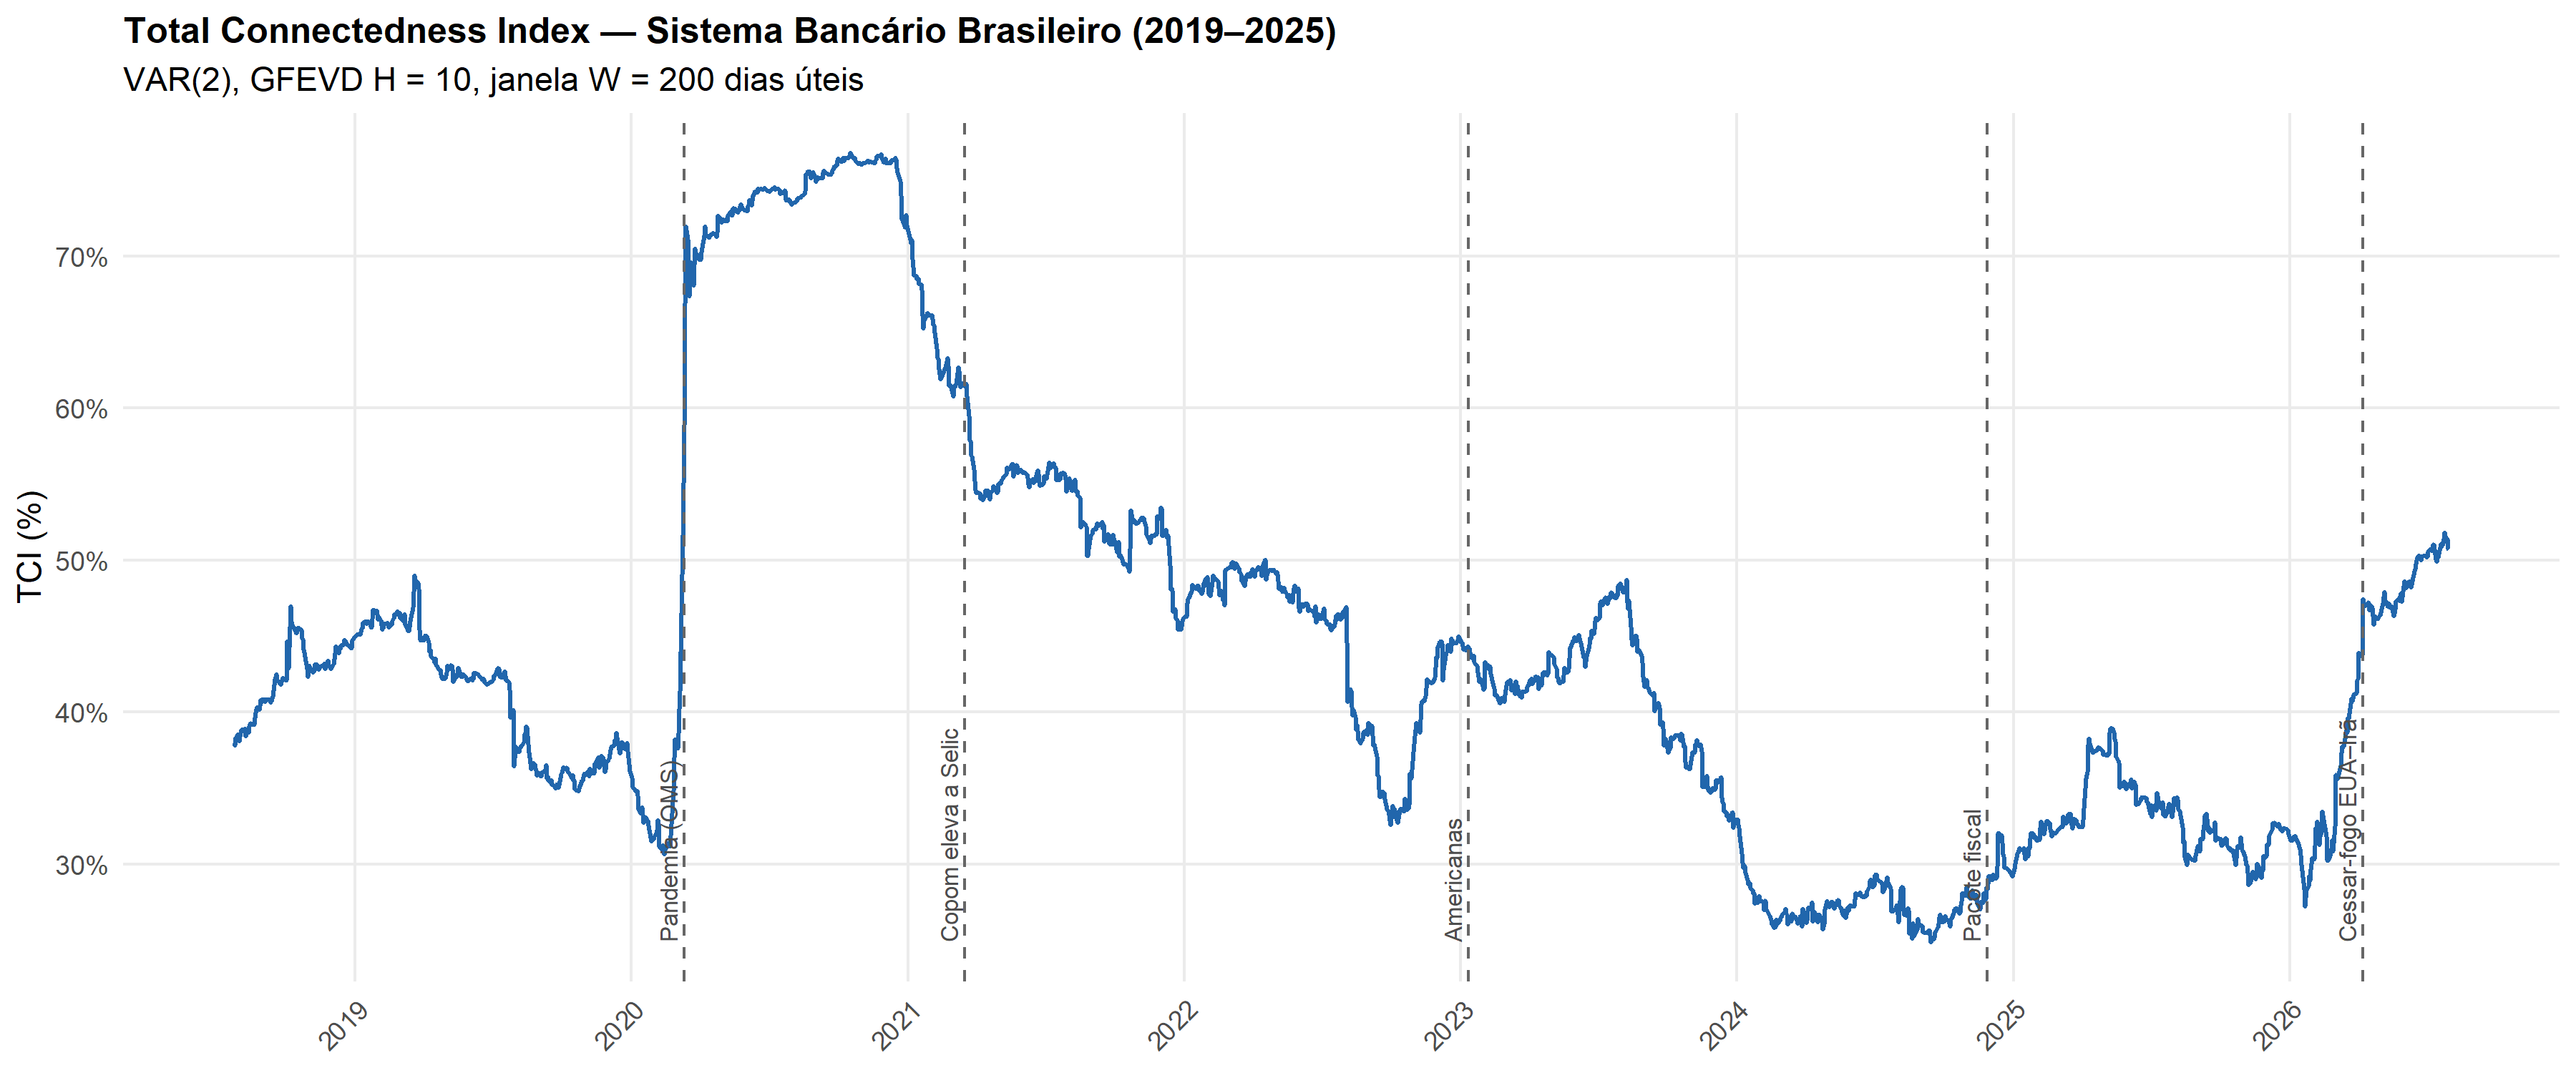 Total Connectedness Index — Sistema Bancário Brasileiro (2019–2025)
VAR(2), GFEVD H = 10, janela W = 200 dias úteis
TCI (%)
70%
60%
50%
40%
30%
Pandemia (OMS)
Copom eleva a Selic
Americanas
Pacote fiscal
Cessar-fogo EUA–Irã
2019
2020
2021
2022
2023
2024
2025
2026